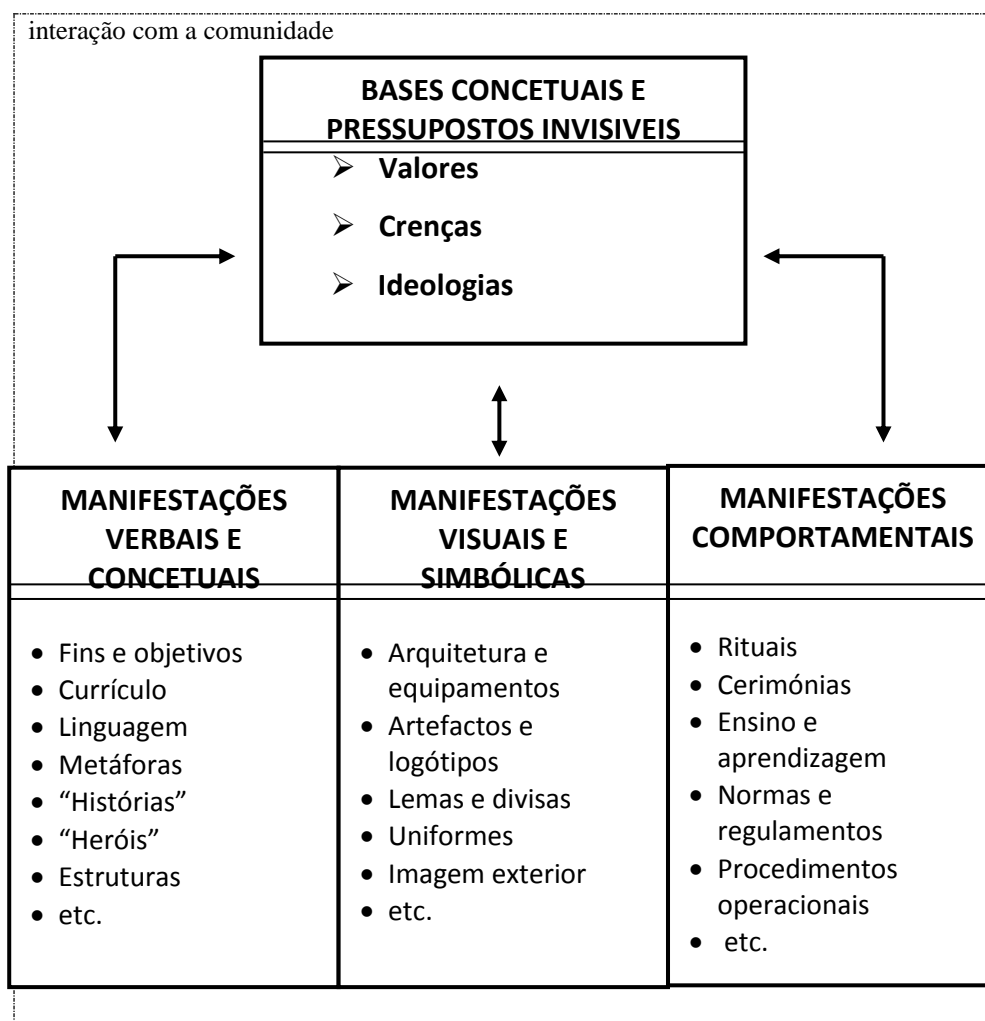 interação com a comunidade
BASES CONCETUAIS E
PRESSUPOSTOS INVISIVEIS
➢ Valores
➢ Crenças
➢ Ideologias
MANIFESTAÇÕES
VERBAIS E
CONCETUAIS
• Fins e objetivos
• Currículo
• Linguagem
• Metáforas
• “Histórias”
• “Heróis”
• Estruturas
• etc.
MANIFESTAÇÕES
VISUAIS E
SIMBÓLICAS
• Arquitetura e
equipamentos
• Artefactos e
logótipos
• Lemas e divisas
• Uniformes
• Imagem exterior
• etc.
MANIFESTAÇÕES
COMPORTAMENTAIS
• Rituais
• Cerimónias
• Ensino e
aprendizagem
• Normas e
regulamentos
• Procedimentos
operacionais
• etc.